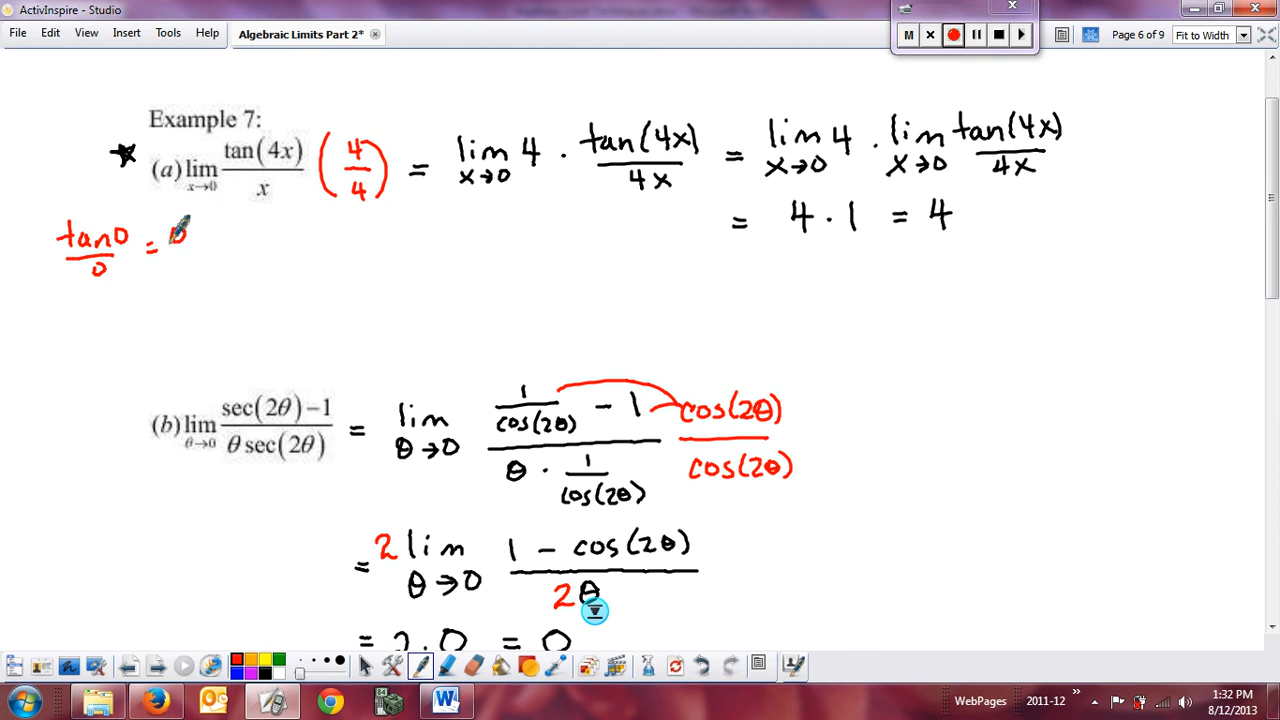 ActivInspire - Studio
File Edit View Insert Tools Help
Algebraic Limits Part 2*
M
Page 6 of 9
Fit to Width
Example 7:
(a) lim x→0 tan(4x)/x (4/4) = lim x→0 4 · tan(4x)/4x = lim x→0 4 · lim x→0 tan(4x)/4x
= 4 · 1 = 4
tan0/0 = 0
(b) lim θ→0 sec(2θ)−1/θ sec(2θ) = lim θ→0 1/cos(2θ) − 1/θ · 1/cos(2θ) cos(2θ)/cos(2θ)
= 2 lim θ→0 1 − cos(2θ)/2θ
= 2 · 0 = 0
WebPages
2011-12
1:32 PM
8/12/2013